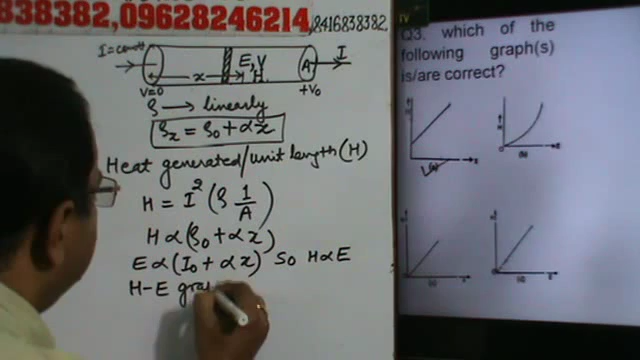 838382,09628246214,8416838382,
I=const
E,V
I
x
H
A
V=0
+V₀
ρ → linearly
ρₓ = ρ₀ + αx
Heat generated/unit length (H)
H = I² (ρ 1/A)
H ∝ (ρ₀ + αx)
E ∝ (I₀ + αx) So H ∝ E
H-E gra
Q3. which of the
following graph(s)
is/are correct?
(a)
(b)
(c)
(d)